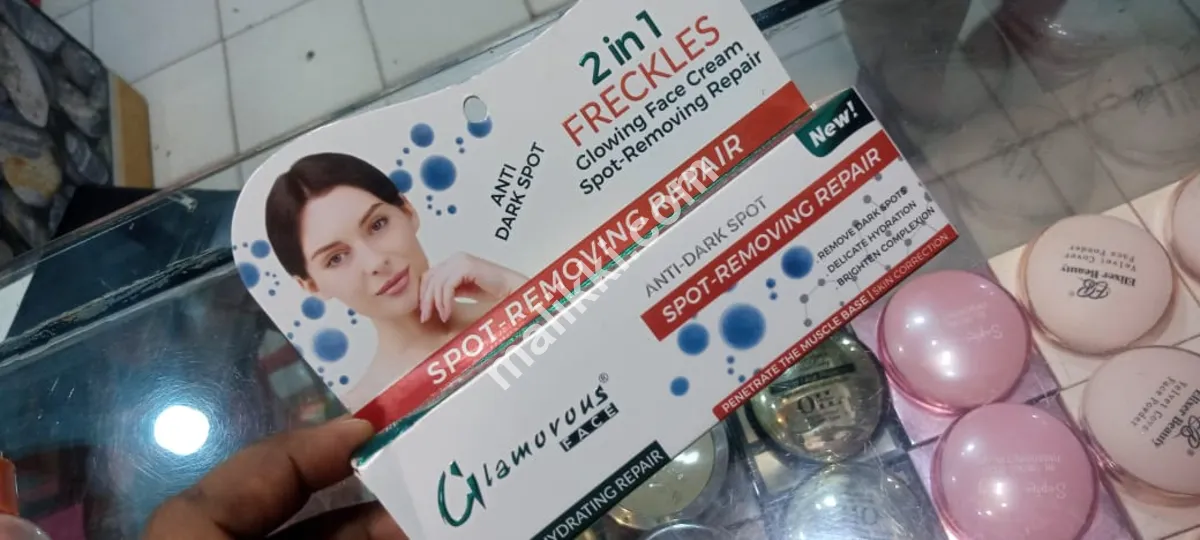 2 in 1
FRECKLES
Glowing Face Cream
Spot-Removing Repair
ANTI
DARK SPOT
SPOT-REMOVING REPAIR
New!
ANTI-DARK SPOT
SPOT-REMOVING REPAIR
REMOVE DARK SPOTS
DELICATE HYDRATION
BRIGHTEN COMPLEXION
PENETRATE THE MUSCLE BASE | SKIN CORRECTION
Glamorous®
FACE
HYDRATING REPAIR
Elixer Beauty
Velvet Cover
Face Powder
Elixer Beauty
Face Powder